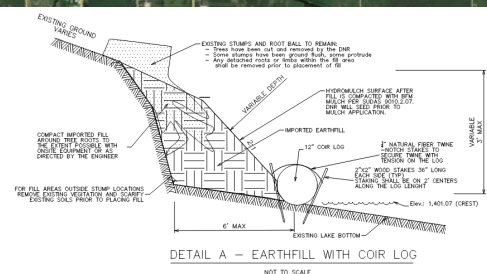 EXISTING GROUND
VARIES
EXISTING STUMPS AND ROOT BALL TO REMAIN:
- Trees have been cut and removed by the DNR
- Some stumps have been ground flush, some protrude
- Any detached roots or limbs within the fill area
shall be removed prior to placement of fill
VARIABLE DEPTH
HYDROMULCH SURFACE AFTER
FILL IS COMPACTED WITH BFM
MULCH PER SUDAS 9010,2.07.
DNR WILL SEED PRIOR TO
MULCH APPLICATION.
IMPORTED EARTHFILL
2:1
VARIABLE
3' MAX
COMPACT IMPORTED FILL
AROUND TREE ROOTS TO
THE EXTENT POSSIBLE WITH
ONSITE EQUIPMENT OR AS
DIRECTED BY THE ENGINEER
12" COIR LOG
NATURAL FIBER TWINE
-NOTCH STAKES TO
SECURE TWINE WITH
TENSION ON THE LOG
2"X2" WOOD STAKES 36" LONG
EACH SIDE (TYP)
STAKING SHALL BE ON 2' CENTERS
ALONG THE LOG LENGHT
FOR FILL AREAS OUTSIDE STUMP LOCATIONS
REMOVE EXISTING VEGITATION AND SCARIFY
EXISTING SOILS PRIOR TO PLACING FILL
Elev.: 1,401.07 (CREST)
6' MAX
EXISTING LAKE BOTTOM
DETAIL A - EARTHFILL WITH COIR LOG
NOT TO SCALE